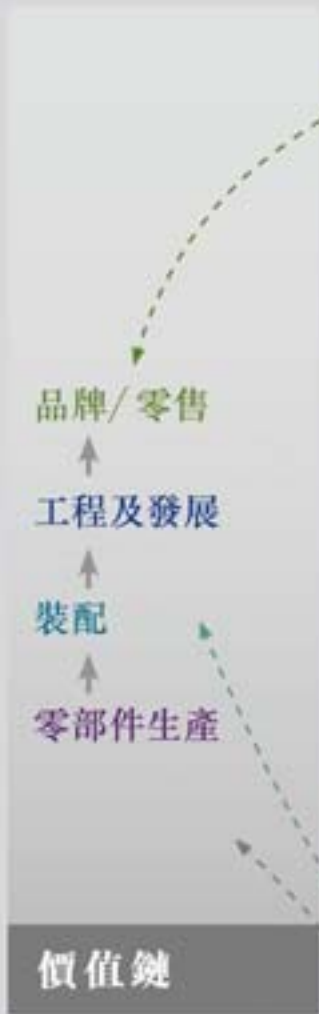 品牌/零售
工程及發展
裝配
零部件生產
價值鏈